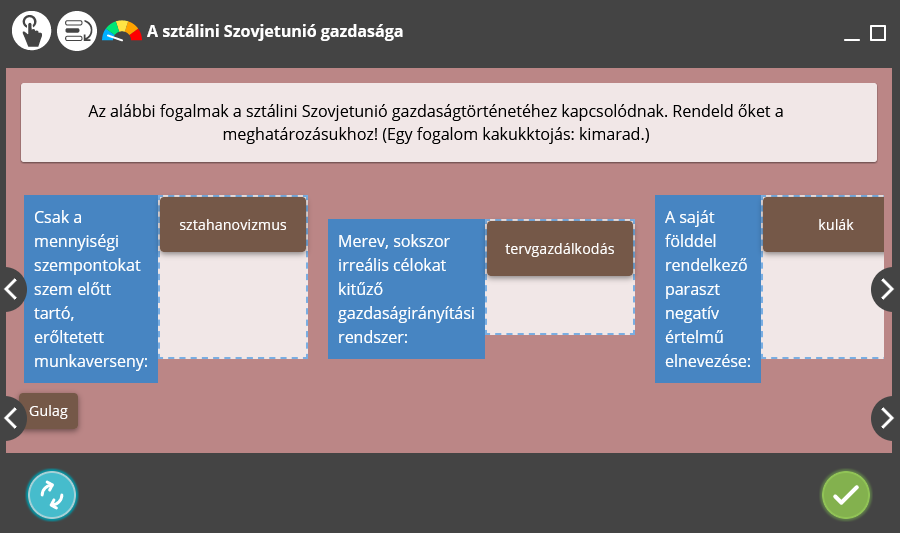 A sztálini Szovjetunió gazdasága
Az alábbi fogalmak a sztálini Szovjetunió gazdaságtörténetéhez kapcsolódnak. Rendeld őket a
meghatározásukhoz! (Egy fogalom kakukktojás: kimarad.)
Csak a
mennyiségi
szempontokat
szem előtt
tartó,
erőltetett
munkaverseny:
sztahanovizmus
Merev, sokszor
irreális célokat
kitűző
gazdaságirányítási
rendszer:
tervgazdálkodás
A saját
földdel
rendelkező
paraszt
negatív
értelmű
elnevezése:
kulák
Gulag